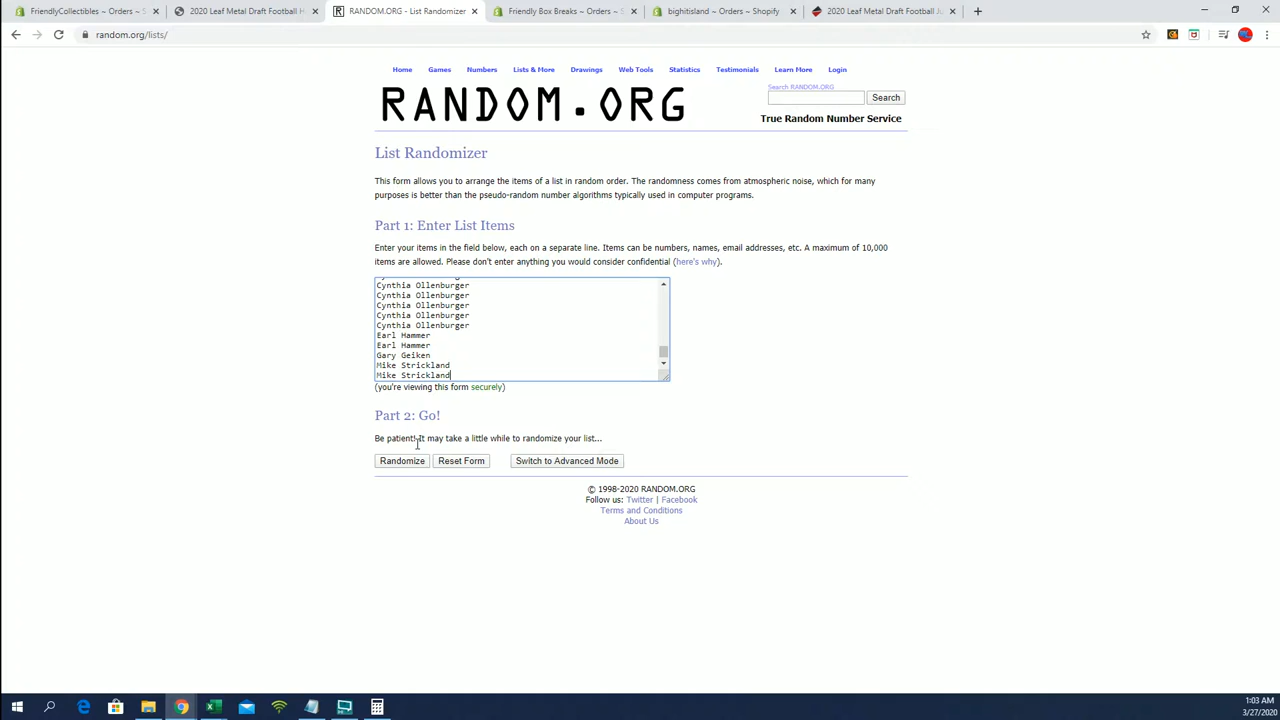 FriendlyCollectibles ~ Orders ~ S
2020 Leaf Metal Draft Football H
RANDOM.ORG - List Randomizer
Friendly Box Breaks ~ Orders ~ S
bighitisland ~ Orders ~ Shopify
2020 Leaf Metal Draft Football Ju
random.org/lists/
Home Games Numbers Lists & More Drawings Web Tools Statistics Testimonials Learn More Login
RANDOM.ORG
Search RANDOM.ORG
Search
True Random Number Service
List Randomizer
This form allows you to arrange the items of a list in random order. The randomness comes from atmospheric noise, which for many
purposes is better than the pseudo-random number algorithms typically used in computer programs.
Part 1: Enter List Items
Enter your items in the field below, each on a separate line. Items can be numbers, names, email addresses, etc. A maximum of 10,000
items are allowed. Please don't enter anything you would consider confidential (here's why).
Cynthia Ollenburger
Cynthia Ollenburger
Cynthia Ollenburger
Cynthia Ollenburger
Cynthia Ollenburger
Earl Hammer
Earl Hammer
Gary Geiken
Mike Strickland
Mike Strickland
(you're viewing this form securely)
Part 2: Go!
Be patient! It may take a little while to randomize your list...
Randomize Reset Form Switch to Advanced Mode
© 1998-2020 RANDOM.ORG
Follow us: Twitter | Facebook
Terms and Conditions
About Us
1:03 AM
3/27/2020